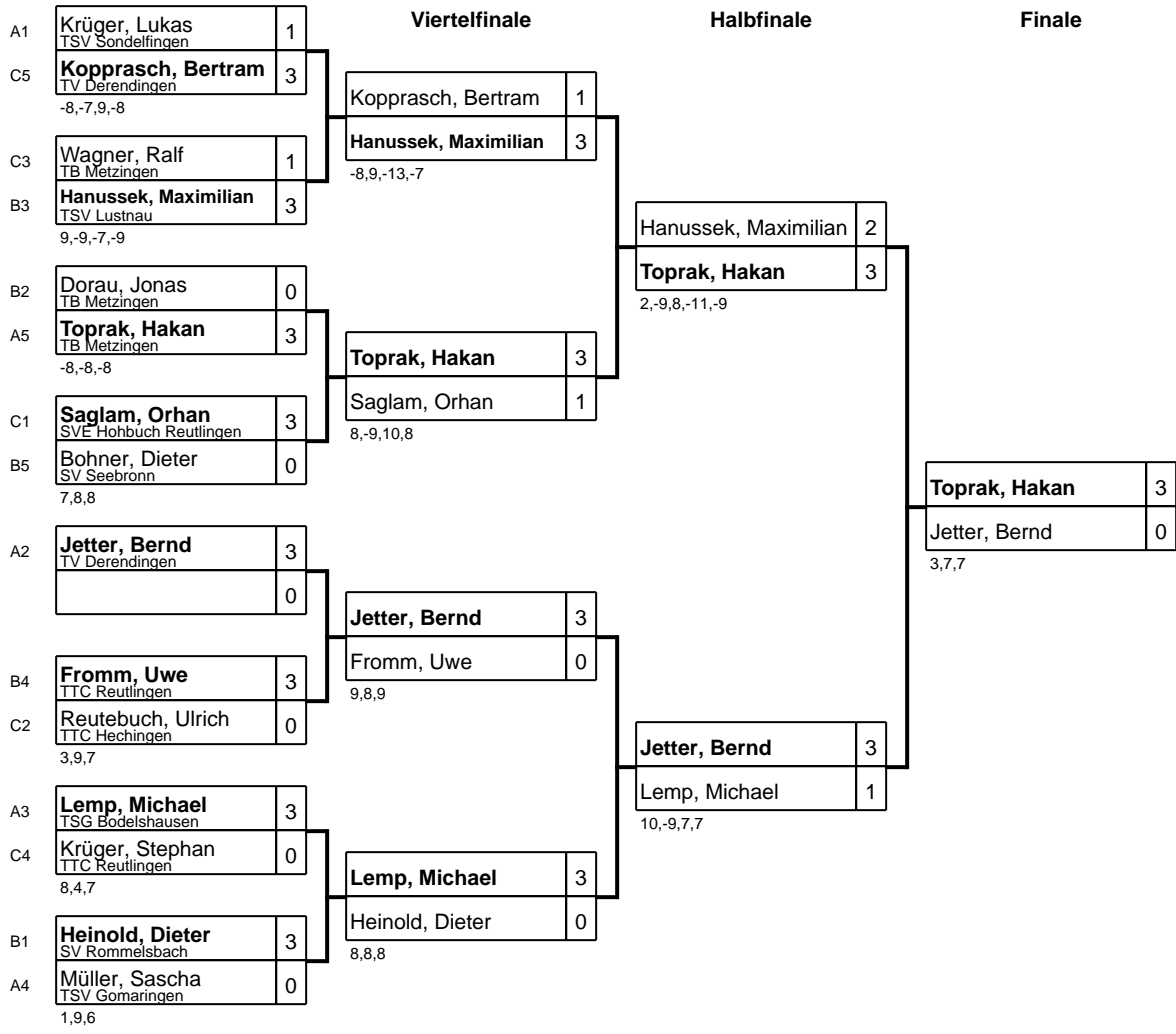 Viertelfinale
Halbfinale
Finale
A1 Krüger, Lukas 1
TSV Sondelfingen
C5 Kopprasch, Bertram 3
TV Derendingen
-8,-7,9,-8
C3 Wagner, Ralf 1
TB Metzingen
B3 Hanussek, Maximilian 3
TSV Lustnau
9,-9,-7,-9
B2 Dorau, Jonas 0
TB Metzingen
A5 Toprak, Hakan 3
TB Metzingen
-8,-8,-8
C1 Saglam, Orhan 3
SVE Hohbuch Reutlingen
B5 Bohner, Dieter 0
SV Seebronn
7,8,8
A2 Jetter, Bernd 3
TV Derendingen
0
B4 Fromm, Uwe 3
TTC Reutlingen
C2 Reutebuch, Ulrich 0
TTC Hechingen
3,9,7
A3 Lemp, Michael 3
TSG Bodelshausen
C4 Krüger, Stephan 0
TTC Reutlingen
8,4,7
B1 Heinold, Dieter 3
SV Rommelsbach
A4 Müller, Sascha 0
TSV Gomaringen
1,9,6
Kopprasch, Bertram 1
Hanussek, Maximilian 3
-8,9,-13,-7
Toprak, Hakan 3
Saglam, Orhan 1
8,-9,10,8
Jetter, Bernd 3
Fromm, Uwe 0
9,8,9
Lemp, Michael 3
Heinold, Dieter 0
8,8,8
Hanussek, Maximilian 2
Toprak, Hakan 3
2,-9,8,-11,-9
Jetter, Bernd 3
Lemp, Michael 1
10,-9,7,7
Toprak, Hakan 3
Jetter, Bernd 0
3,7,7